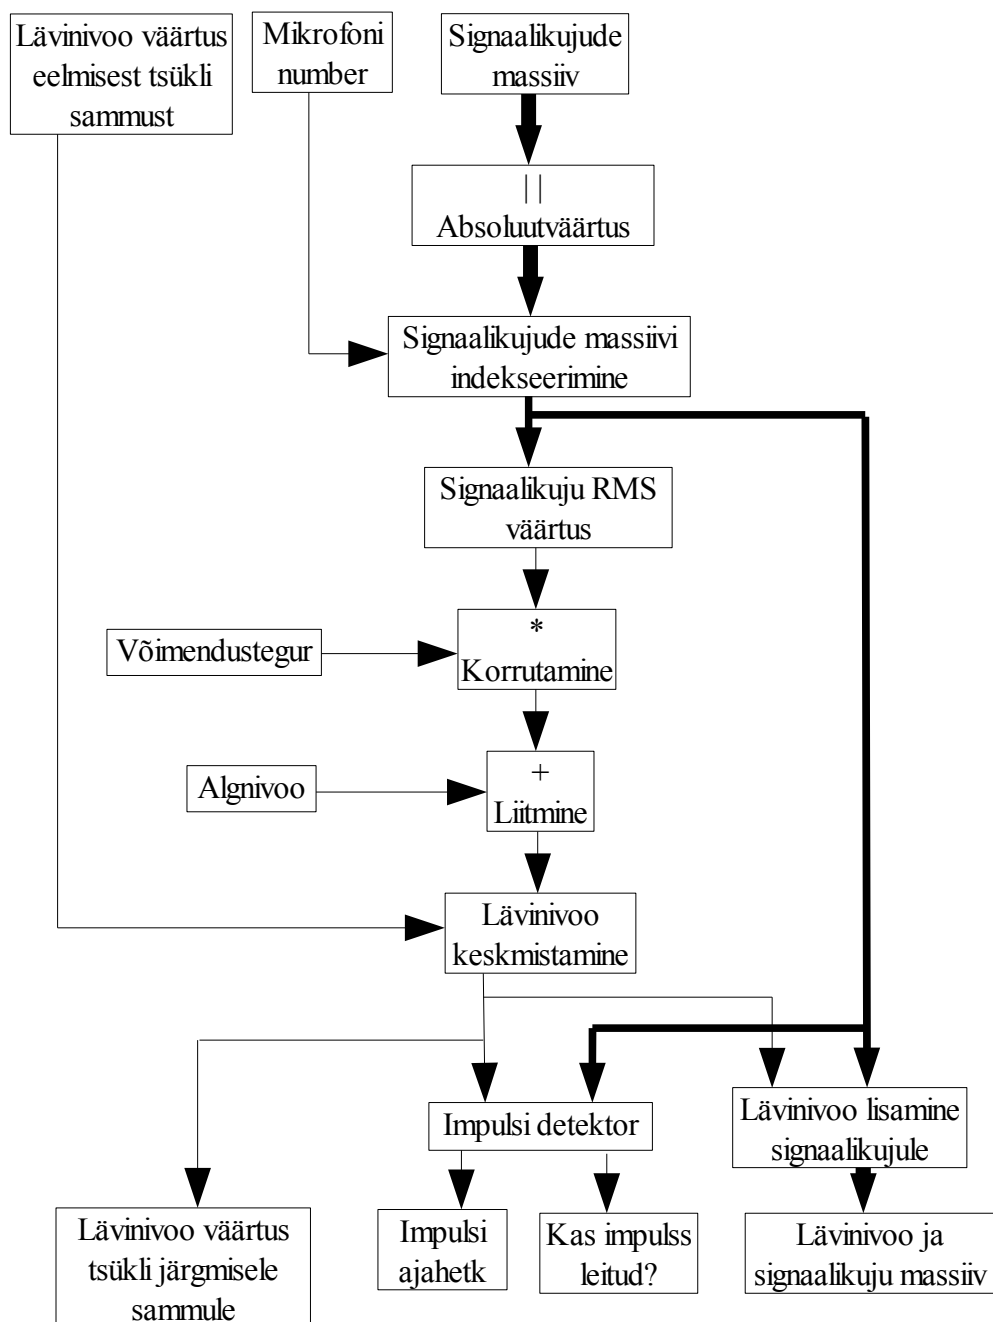 Lävinivoo väärtus
eelmisest tsükli
sammust
Mikrofoni
number
Signaalikujude
massiiv
| |
Absoluutväärtus
Signaalikujude massiivi
indekseerimine
Signaalikuju RMS
väärtus
Võimendustegur
*
Korrutamine
Algnivoo
+
Liitmine
Lävinivoo
keskmistamine
Impulsi detektor
Lävinivoo lisamine
signaalikujule
Lävinivoo väärtus
tsükli järgmisele
sammule
Impulsi
ajahetk
Kas impulss
leitud?
Lävinivoo ja
signaalikuju massiiv